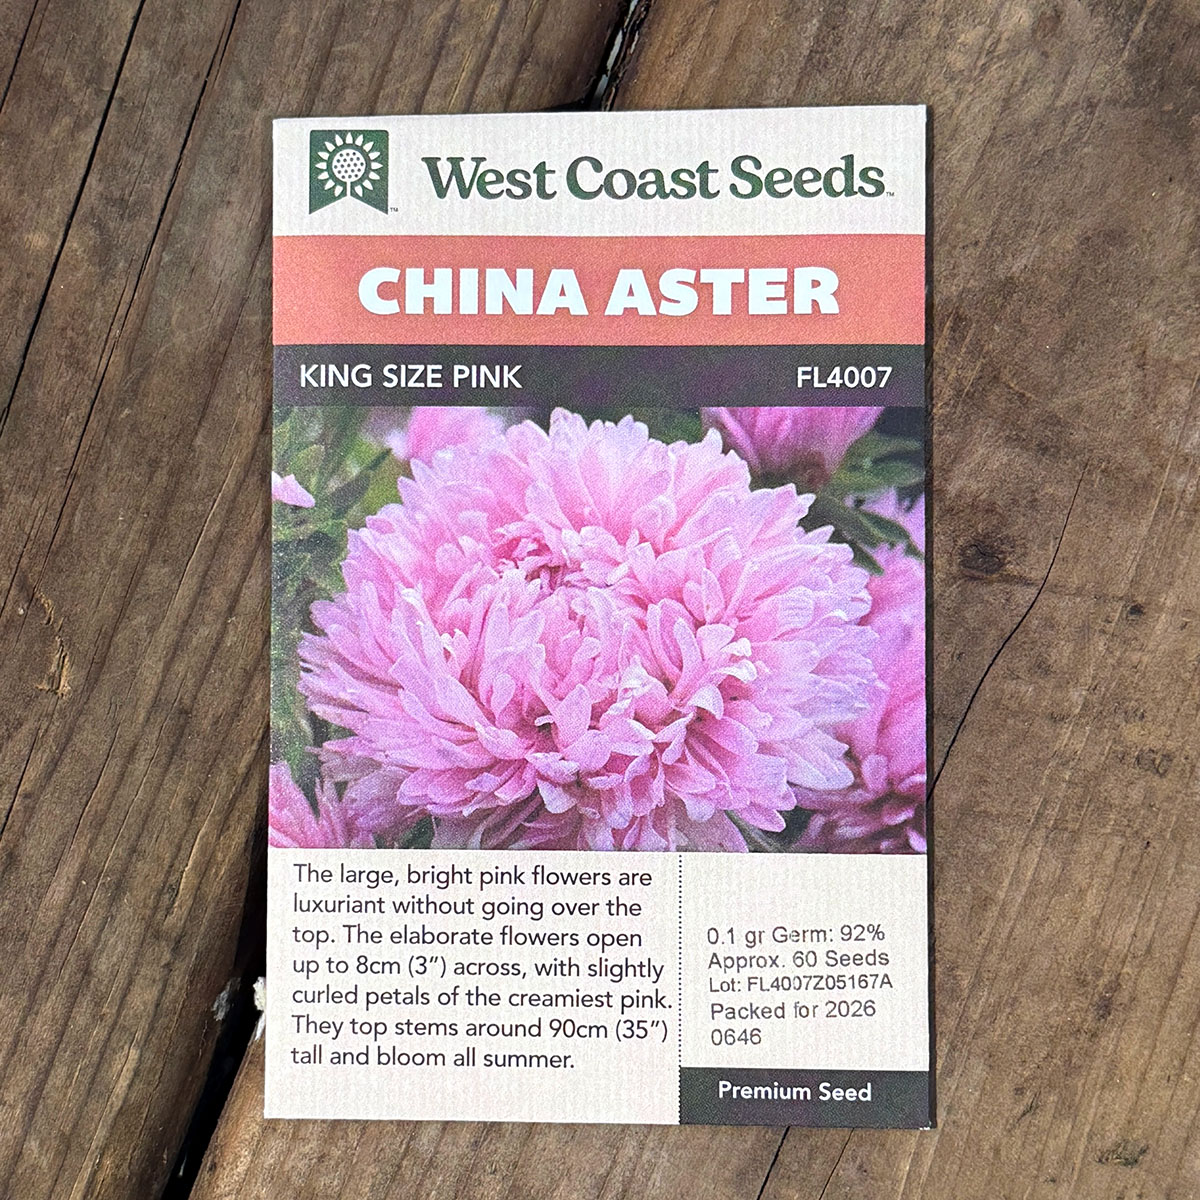 West Coast Seeds™
CHINA ASTER
KING SIZE PINK FL4007
The large, bright pink flowers are
luxuriant without going over the
top. The elaborate flowers open
up to 8cm (3”) across, with slightly
curled petals of the creamiest pink.
They top stems around 90cm (35”)
tall and bloom all summer.
0.1 gr Germ: 92%
Approx. 60 Seeds
Lot: FL4007Z05167A
Packed for 2026
0646
Premium Seed